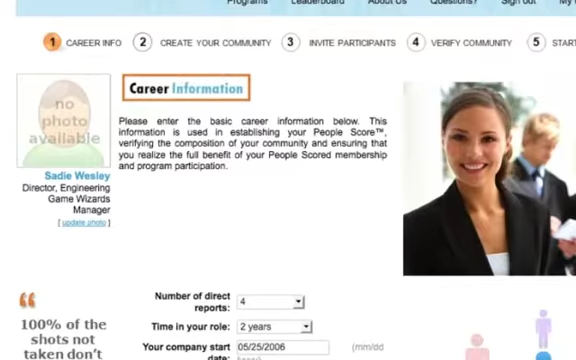 Programs Leaderboard About Us Questions? Sign out My
1 CAREER INFO 2 CREATE YOUR COMMUNITY 3 INVITE PARTICIPANTS 4 VERIFY COMMUNITY 5 START
no
photo
available
Sadie Wesley
Director, Engineering
Game Wizards
Manager
[ update photo ]
Career Information
Please enter the basic career information below. This
information is used in establishing your People Score™,
verifying the composition of your community and ensuring that
you realize the full benefit of your People Scored membership
and program participation.
“
100% of the
shots not
taken don’t
Number of direct
reports: 4
Time in your role: 2 years
Your company start 05/25/2006 (mm/dd
date: